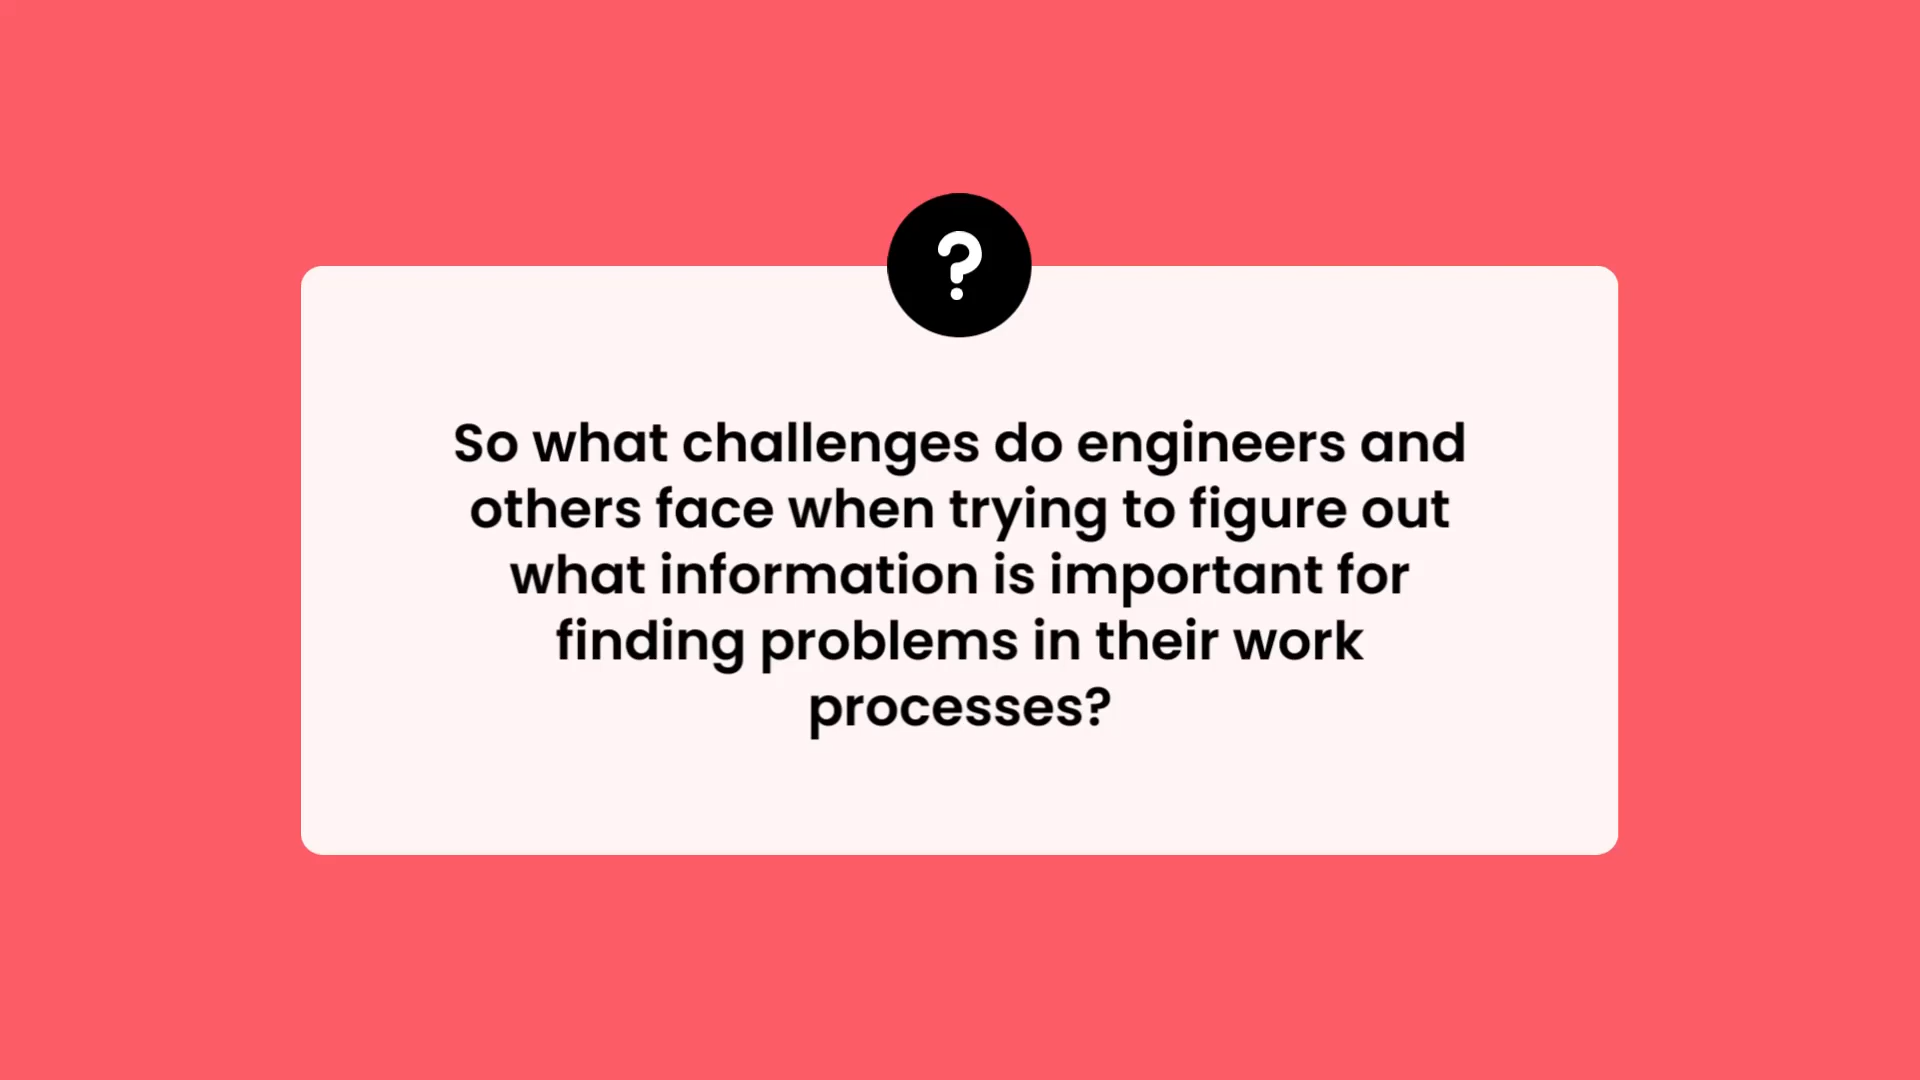 ?
So what challenges do engineers and
others face when trying to figure out
what information is important for
finding problems in their work
processes?